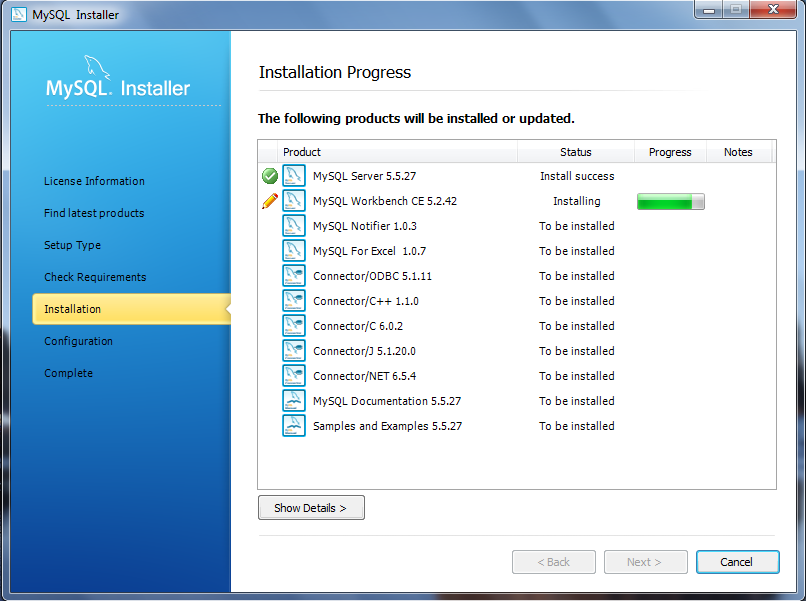 MySQL Installer
MySQL. Installer
License Information
Find latest products
Setup Type
Check Requirements
Installation
Configuration
Complete
Installation Progress
The following products will be installed or updated.
Product Status Progress Notes
MySQL Server 5.5.27 Install success
MySQL Workbench CE 5.2.42 Installing
MySQL Notifier 1.0.3 To be installed
MySQL For Excel 1.0.7 To be installed
Connector/ODBC 5.1.11 To be installed
Connector/C++ 1.1.0 To be installed
Connector/C 6.0.2 To be installed
Connector/J 5.1.20.0 To be installed
Connector/NET 6.5.4 To be installed
MySQL Documentation 5.5.27 To be installed
Samples and Examples 5.5.27 To be installed
Show Details >
< Back Next > Cancel